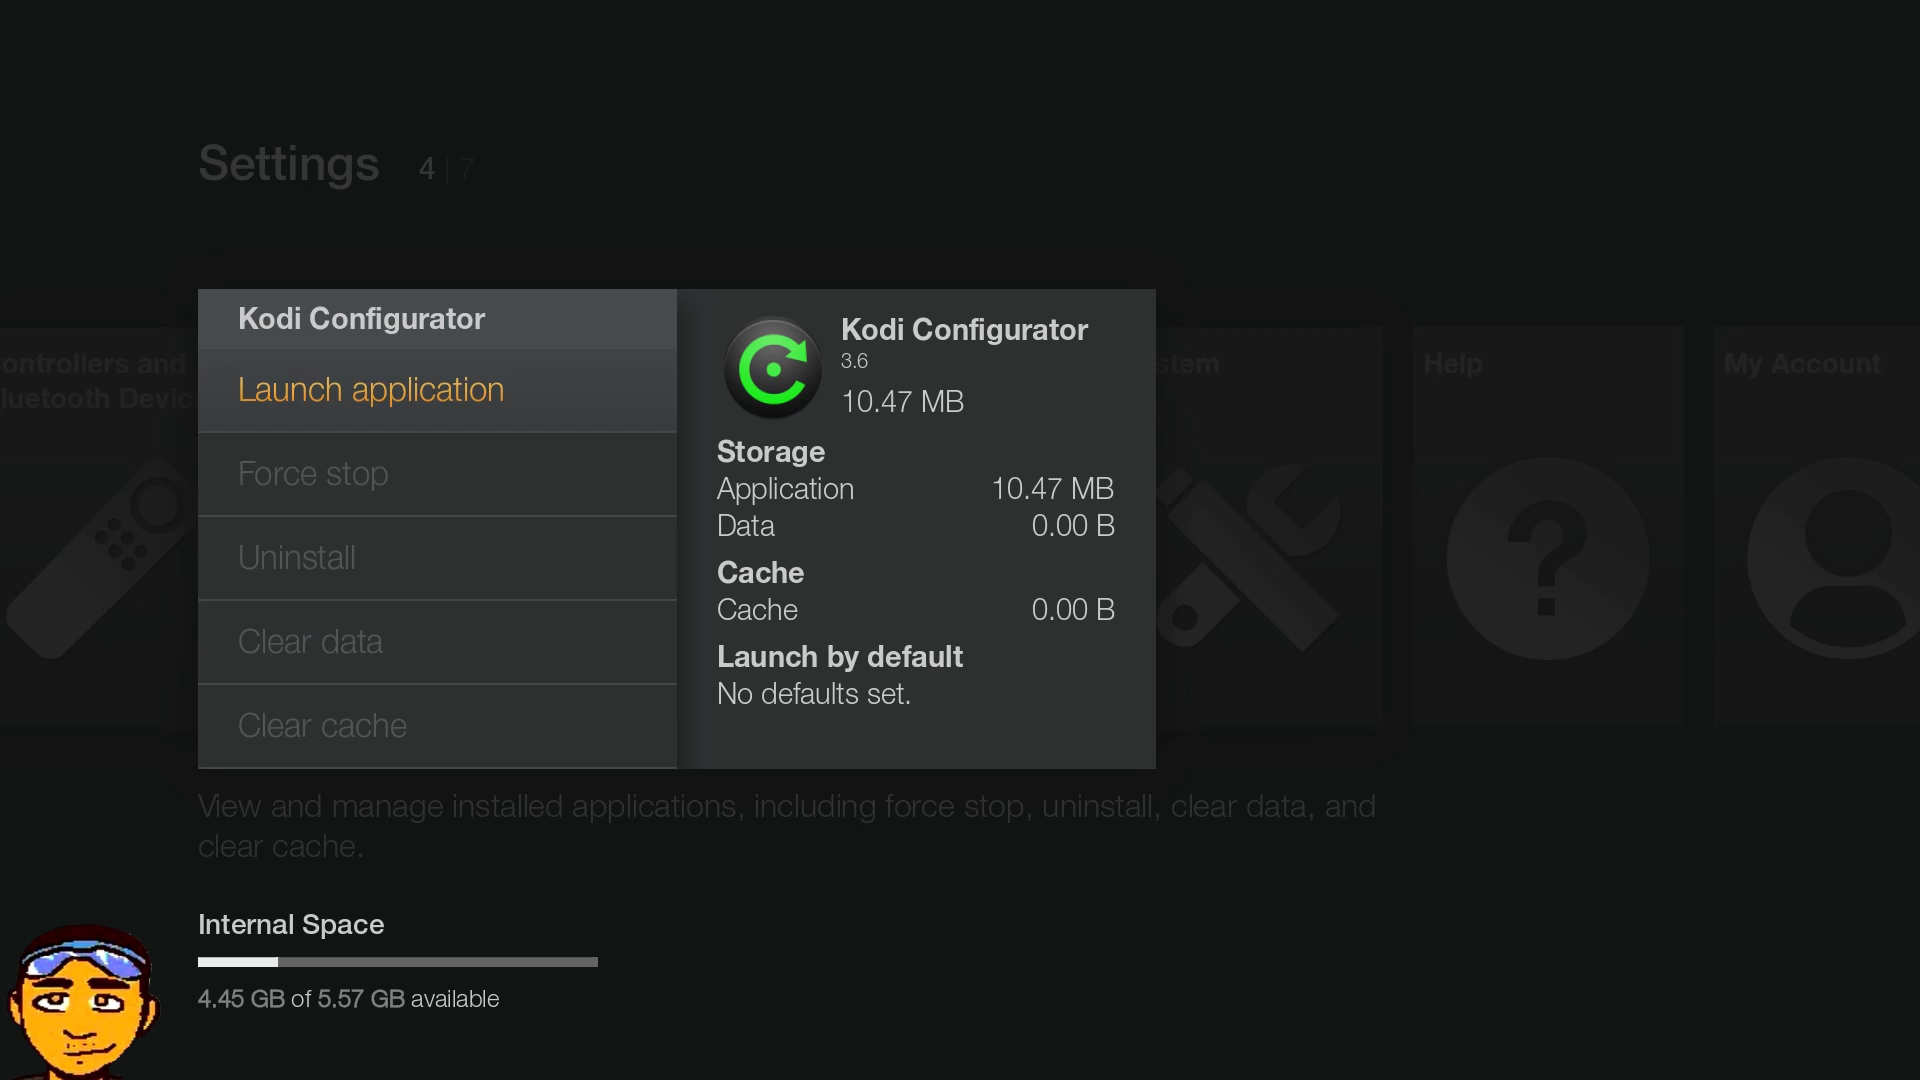 Settings 4 | 7
ontrollers and
luetooth Devic
Kodi Configurator
Launch application
Force stop
Uninstall
Clear data
Clear cache
Kodi Configurator
3.6
10.47 MB
Storage
Application 10.47 MB
Data 0.00 B
Cache
Cache 0.00 B
Launch by default
No defaults set.
stem
Help
My Account
View and manage installed applications, including force stop, uninstall, clear data, and
clear cache.
Internal Space
4.45 GB of 5.57 GB available